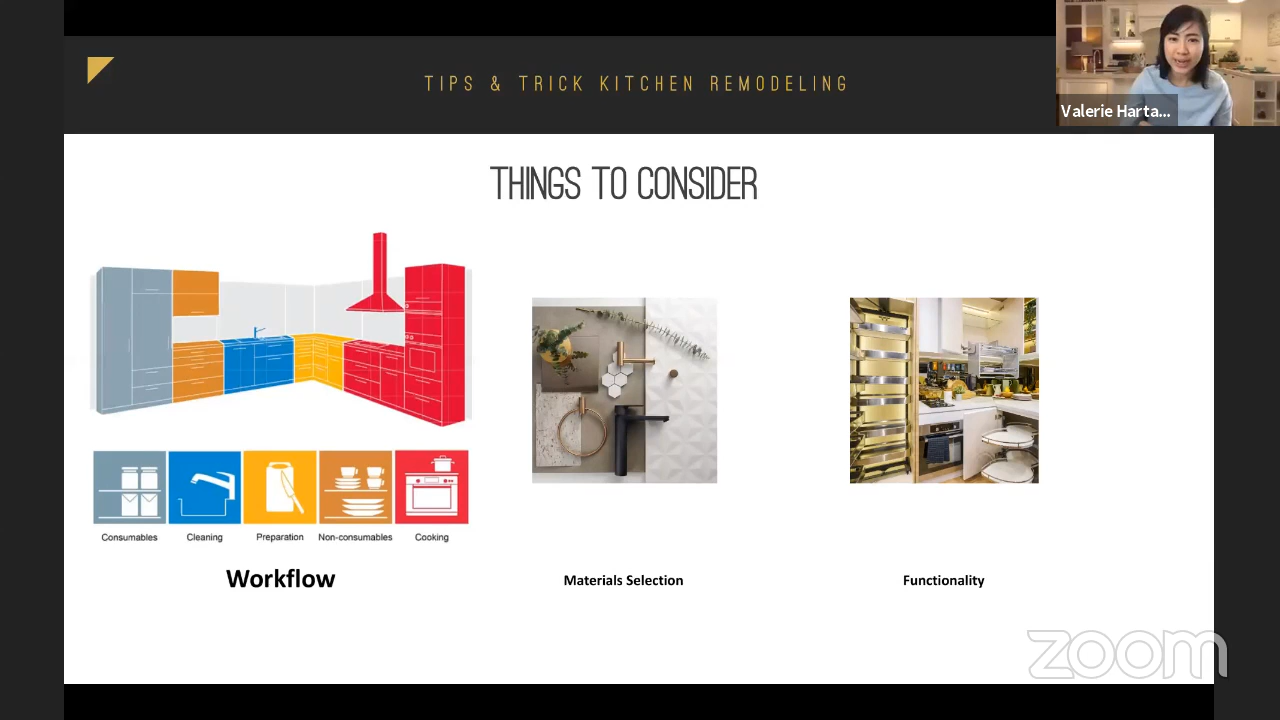 TIPS & TRICK KITCHEN REMODELING
Valerie Harta...
THINGS TO CONSIDER
Consumables
Cleaning
Preparation
Non-consumables
Cooking
Workflow
Materials Selection
Functionality
zoom